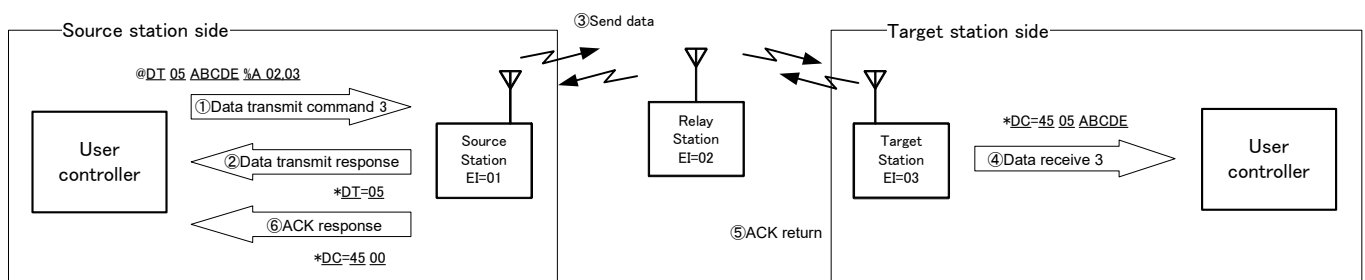 ③Send data
Source station side
Target station side
@DT 05 ABCDE %A 02,03
①Data transmit command 3
User
controller
②Data transmit response
*DT=05
⑥ACK response
*DC=45 00
Source
Station
EI=01
Relay
Station
EI=02
⑤ACK return
Target
Station
EI=03
*DC=45 05 ABCDE
④Data receive 3
User
controller